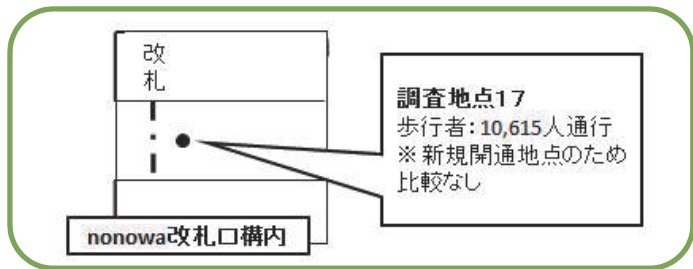 改
札
調査地点17
歩行者：10,615人通行
※新規開通地点のため
比較なし
nonowa改札口構内